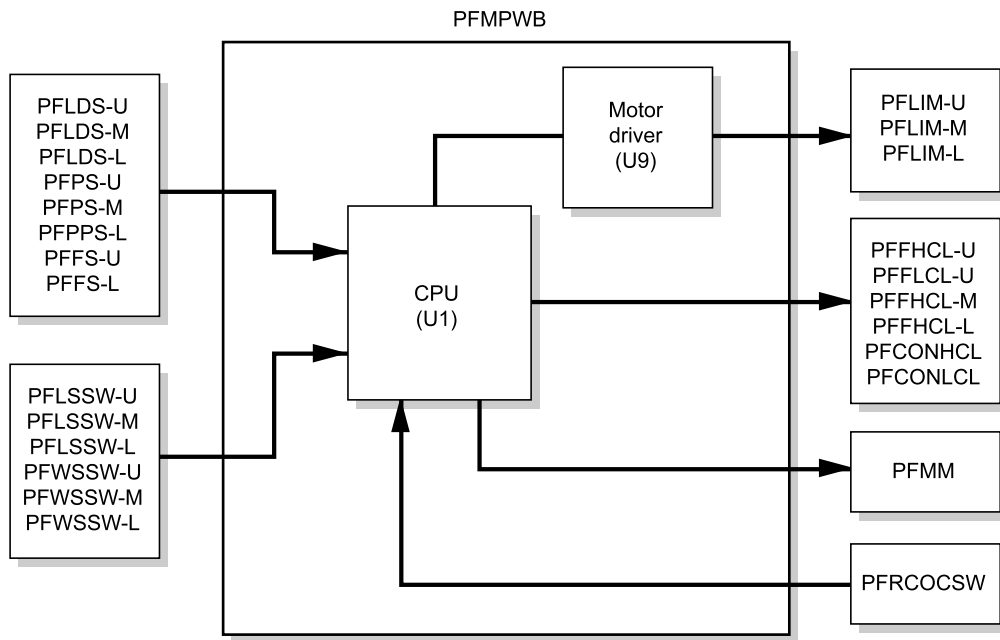 PFMPWB
PFLDS-U
PFLDS-M
PFLDS-L
PFPS-U
PFPS-M
PFPPS-L
PFFS-U
PFFS-L
PFLSSW-U
PFLSSW-M
PFLSSW-L
PFWSSW-U
PFWSSW-M
PFWSSW-L
Motor
driver
(U9)
CPU
(U1)
PFLIM-U
PFLIM-M
PFLIM-L
PFFHCL-U
PFFLCL-U
PFFHCL-M
PFFHCL-L
PFCONHCL
PFCONLCL
PFMM
PFRCOCSW